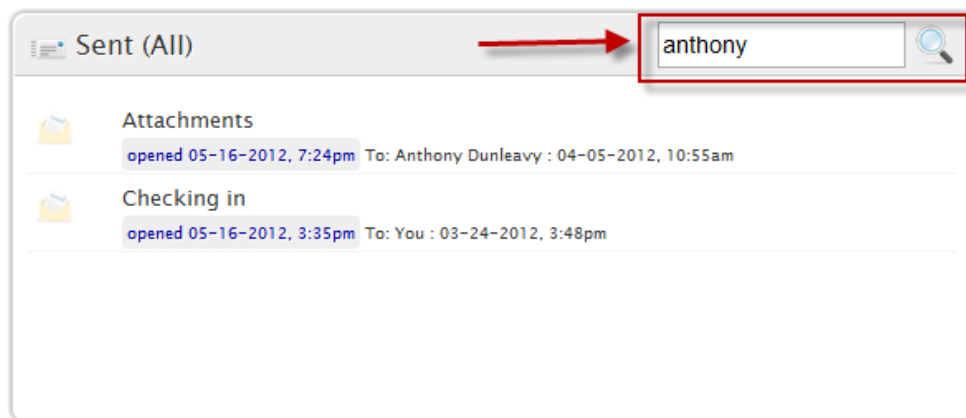 Sent (All)
anthony
Attachments
opened 05-16-2012, 7:24pm To: Anthony Dunleavy : 04-05-2012, 10:55am
Checking in
opened 05-16-2012, 3:35pm To: You : 03-24-2012, 3:48pm